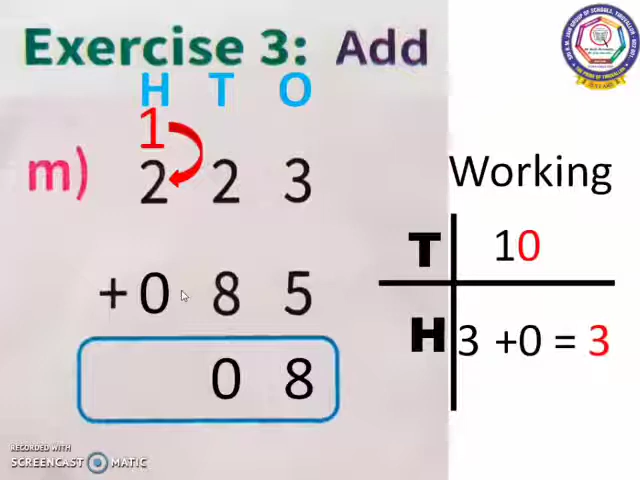 Exercise 3: Add
H T O
1
m) 2 2 3
+0 8 5
0 8
Working
T 10
H 3 +0 = 3
RECORDED WITH
SCREENCAST MATIC